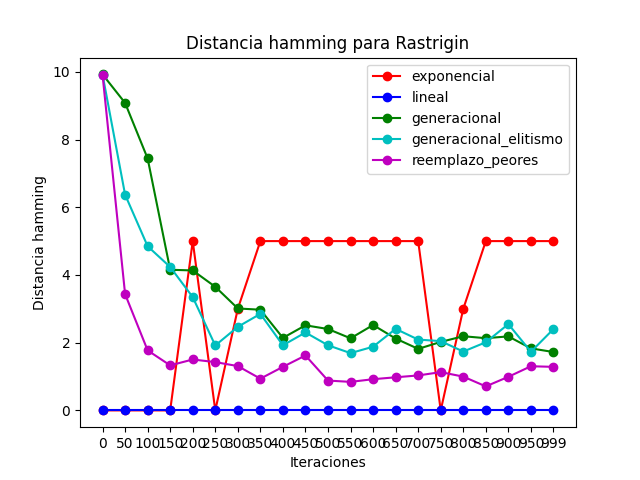 Distancia hamming para Rastrigin
exponencial
lineal
generacional
generacional_elitismo
reemplazo_peores
Distancia hamming
10
8
6
4
2
0
0 50 100 150 200 250 300 350 400 450 500 550 600 650 700 750 800 850 900 950 999
Iteraciones